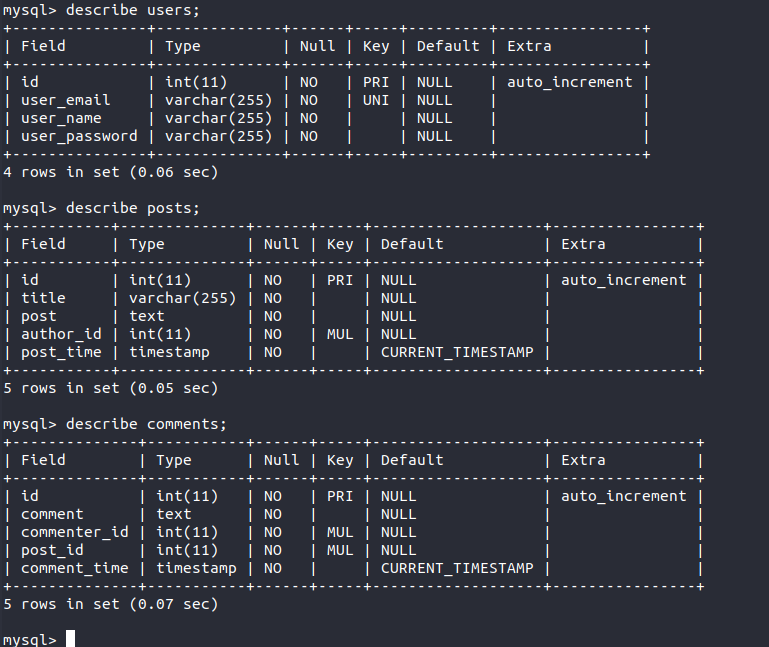 mysql> describe users;
+---------------+--------------+------+-----+---------+----------------+
| Field         | Type         | Null | Key | Default | Extra          |
+---------------+--------------+------+-----+---------+----------------+
| id            | int(11)      | NO   | PRI | NULL    | auto_increment |
| user_email    | varchar(255) | NO   | UNI | NULL    |                |
| user_name     | varchar(255) | NO   |     | NULL    |                |
| user_password | varchar(255) | NO   |     | NULL    |                |
+---------------+--------------+------+-----+---------+----------------+
4 rows in set (0.06 sec)

mysql> describe posts;
+-----------+--------------+------+-----+-------------------+----------------+
| Field     | Type         | Null | Key | Default           | Extra          |
+-----------+--------------+------+-----+-------------------+----------------+
| id        | int(11)      | NO   | PRI | NULL              | auto_increment |
| title     | varchar(255) | NO   |     | NULL              |                |
| post      | text         | NO   |     | NULL              |                |
| author_id | int(11)      | NO   | MUL | NULL              |                |
| post_time | timestamp    | NO   |     | CURRENT_TIMESTAMP |                |
+-----------+--------------+------+-----+-------------------+----------------+
5 rows in set (0.05 sec)

mysql> describe comments;
+--------------+-----------+------+-----+-------------------+----------------+
| Field        | Type      | Null | Key | Default           | Extra          |
+--------------+-----------+------+-----+-------------------+----------------+
| id           | int(11)   | NO   | PRI | NULL              | auto_increment |
| comment      | text      | NO   |     | NULL              |                |
| commenter_id | int(11)   | NO   | MUL | NULL              |                |
| post_id      | int(11)   | NO   | MUL | NULL              |                |
| comment_time | timestamp | NO   |     | CURRENT_TIMESTAMP |                |
+--------------+-----------+------+-----+-------------------+----------------+
5 rows in set (0.07 sec)

mysql>